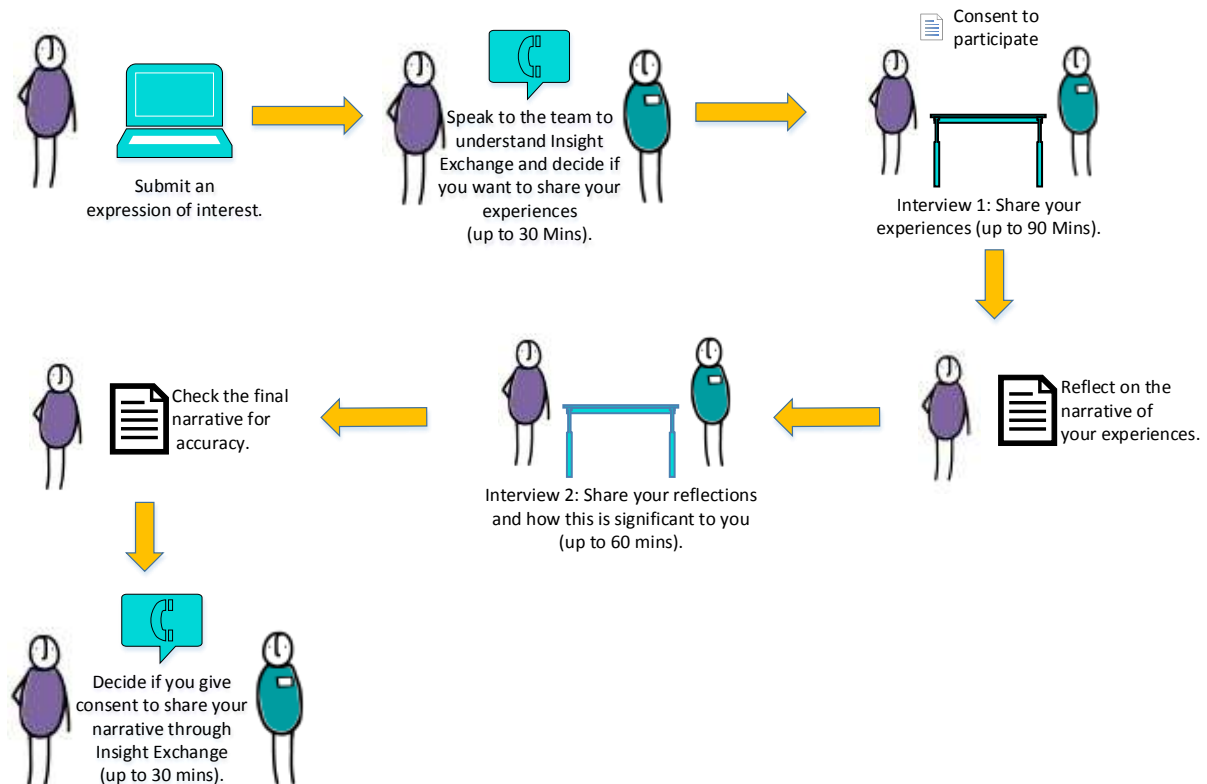 Submit an
expression of interest.
Speak to the team to
understand Insight
Exchange and decide if
you want to share your
experiences
(up to 30 Mins).
Consent to
participate
Interview 1: Share your
experiences (up to 90 Mins).
Reflect on the
narrative of
your experiences.
Interview 2: Share your reflections
and how this is significant to you
(up to 60 mins).
Check the final
narrative for
accuracy.
Decide if you give
consent to share your
narrative through
Insight Exchange
(up to 30 mins).